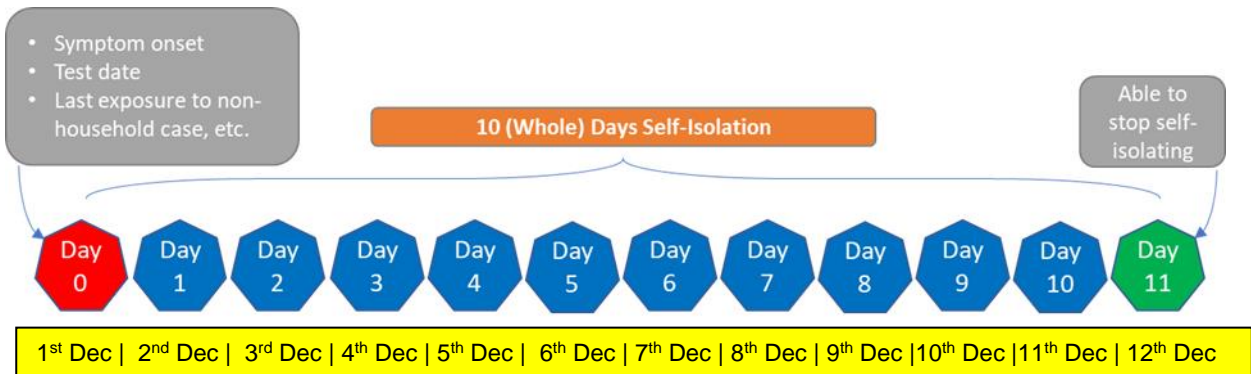 • Symptom onset
• Test date
• Last exposure to non-
household case, etc.
10 (Whole) Days Self-Isolation
Able to
stop self-
isolating
Day
0
Day
1
Day
2
Day
3
Day
4
Day
5
Day
6
Day
7
Day
8
Day
9
Day
10
Day
11
1st Dec | 2nd Dec | 3rd Dec | 4th Dec | 5th Dec | 6th Dec | 7th Dec | 8th Dec | 9th Dec |10th Dec |11th Dec | 12th Dec